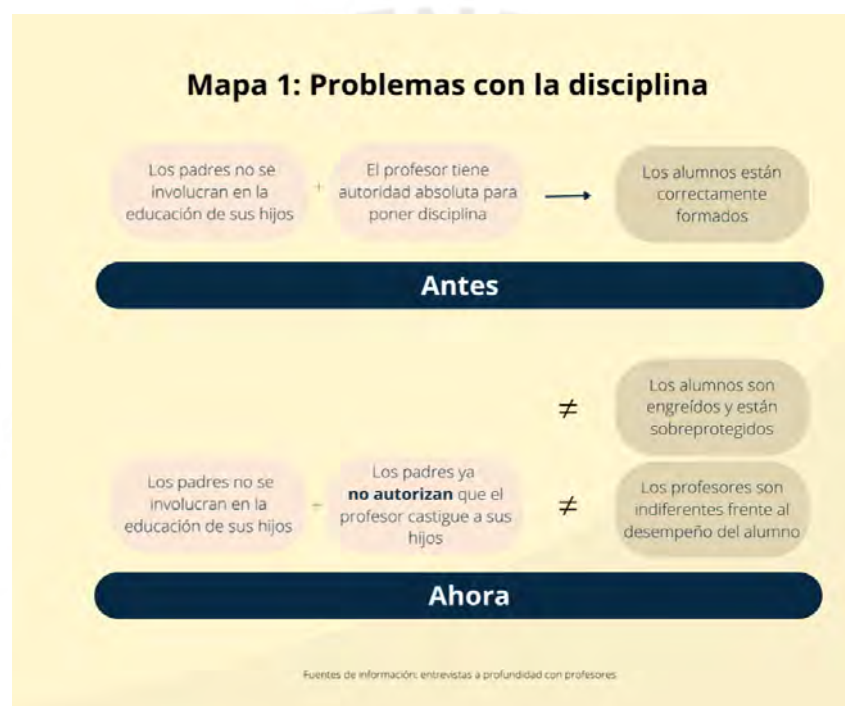 Mapa 1: Problemas con la disciplina
Los padres no se
involucran en la
educación de sus hijos
+
El profesor tiene
autoridad absoluta para
poner disciplina
→
Los alumnos están
correctamente
formados
Antes
≠
Los alumnos son
engreídos y están
sobreprotegidos
Los padres no se
involucran en la
educación de sus hijos
+
Los padres ya
no autorizan que el
profesor castigue a sus
hijos
≠
Los profesores son
indiferentes frente al
desempeño del alumno
Ahora
Fuentes de información: entrevistas a profundidad con profesores